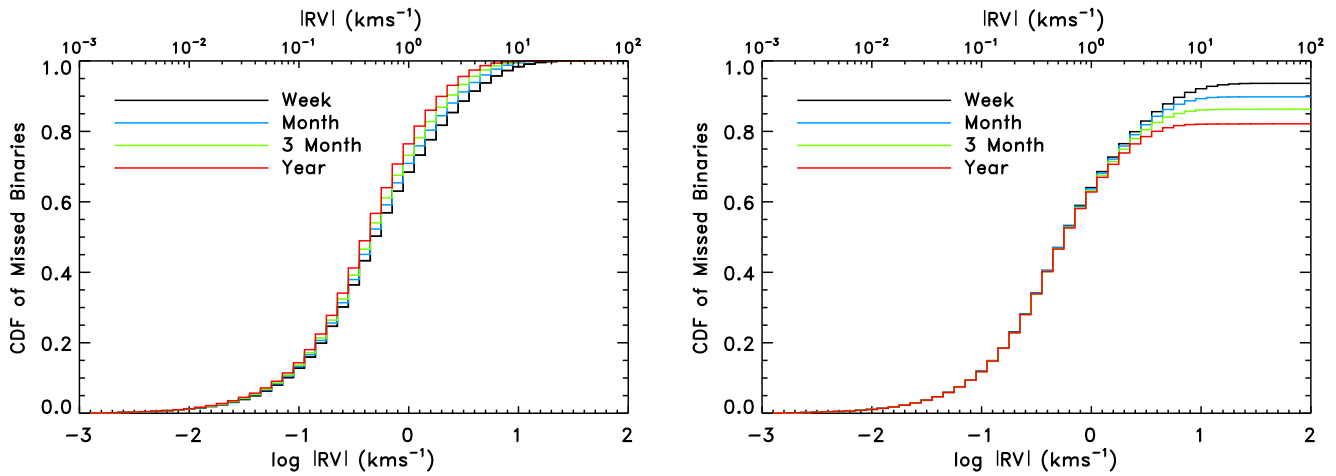 |RV| (kms⁻¹)
10⁻³ 10⁻² 10⁻¹ 10⁰ 10¹ 10²
1.0
0.8
0.6
0.4
0.2
0.0
CDF of Missed Binaries
Week
Month
3 Month
Year
−3 −2 −1 0 1 2
log |RV| (kms⁻¹)
|RV| (kms⁻¹)
10⁻³ 10⁻² 10⁻¹ 10⁰ 10¹ 10²
1.0
0.8
0.6
0.4
0.2
0.0
CDF of Missed Binaries
Week
Month
3 Month
Year
−3 −2 −1 0 1 2
log |RV| (kms⁻¹)